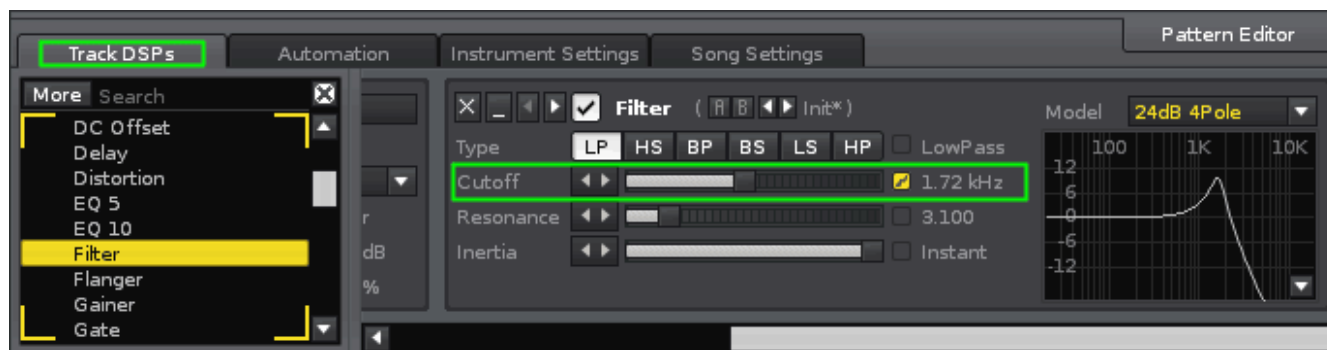 Pattern Editor
Track DSPs Automation Instrument Settings Song Settings
More Search
DC Offset
Delay
Distortion
EQ 5
EQ 10
Filter
Flanger
Gainer
Gate
r
dB
%
Filter ( A B Init* )
Type LP HS BP BS LS HP LowPass
Cutoff 1.72 kHz
Resonance 3.100
Inertia Instant
Model 24dB 4Pole
100 1K 10K
12
6
0
-6
-12